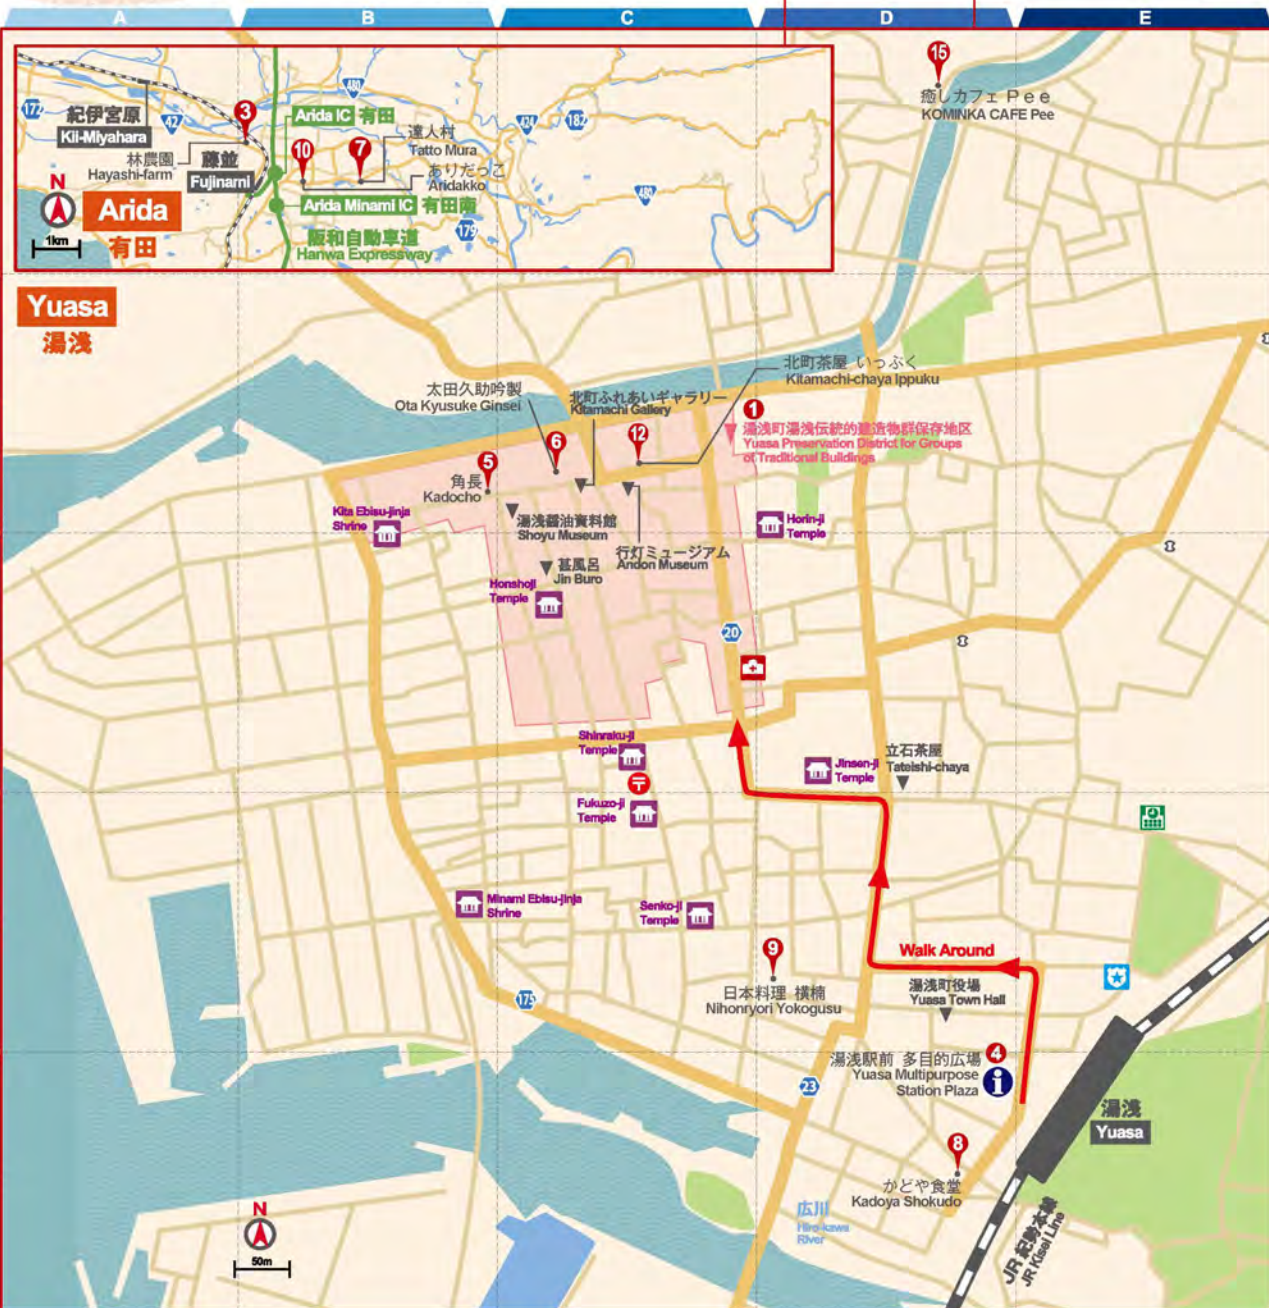 A
B
C
D
E
15
癒しカフェ Ｐｅｅ
KOMINKA CAFE Pee
172
紀伊宮原
Kii-Miyahara
42
3
480
Arida IC 有田
424
182
達人村
Tatto Mura
林農園
Hayashi-farm
藤並
Fujinami
10
7
ありだっこ
Aridakko
480
N
1km
Arida
有田
Arida Minami IC 有田南
阪和自動車道
Hanwa Expressway
179
Yuasa
湯浅
太田久助吟製
Ota Kyusuke Ginsei
北町ふれあいギャラリー
Kitamachi Gallery
北町茶屋 いっぷく
Kitamachi-chaya Ippuku
1
湯浅町湯浅伝統的建造物群保存地区
Yuasa Preservation District for Groups
of Traditional Buildings
6
12
5
角長
Kadocho
Kita Ebisu-jinja
Shrine
湯浅醤油資料館
Shoyu Museum
Horin-ji
Temple
行灯ミュージアム
Andon Museum
甚風呂
Jin Buro
Honshoji
Temple
20
Shinraku-ji
Temple
Jinsen-ji
Temple
立石茶屋
Tateishi-chaya
〒
Fukuzo-ji
Temple
Minami Ebisu-jinja
Shrine
Senko-ji
Temple
9
日本料理 横楠
Nihonryori Yokogusu
Walk Around
湯浅町役場
Yuasa Town Hall
175
湯浅駅前 多目的広場
Yuasa Multipurpose
Station Plaza
4
i
23
湯浅
Yuasa
8
かどや食堂
Kadoya Shokudo
広川
Hiro-kawa
River
JR 紀勢本線
JR Kisei Line
N
50m